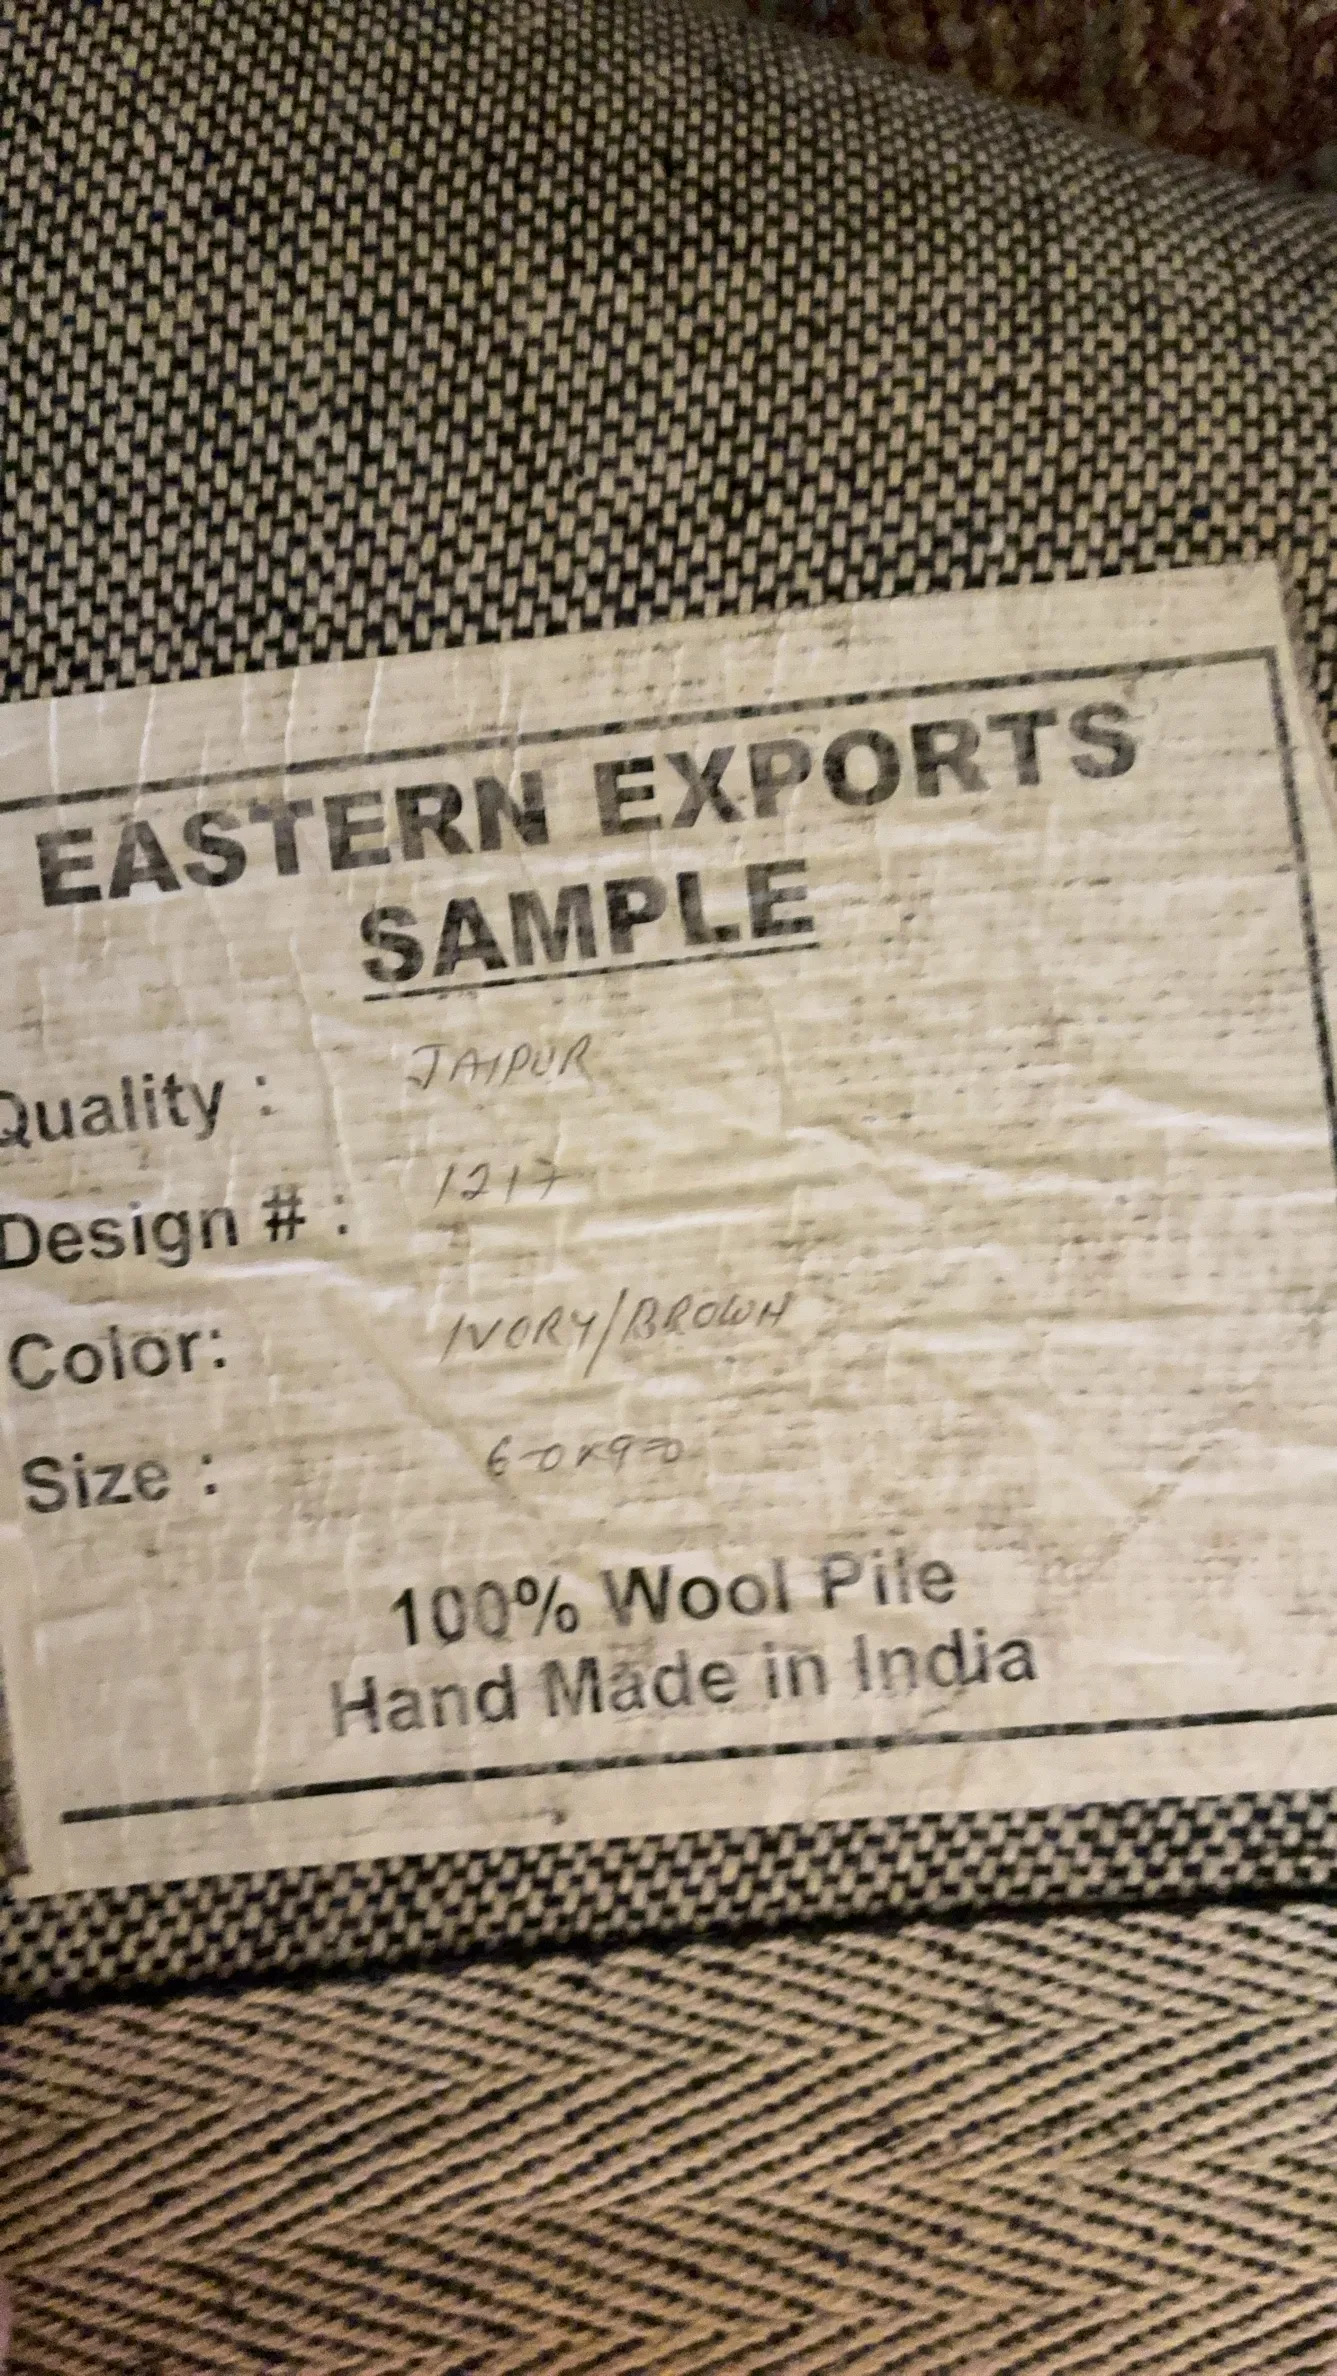 EASTERN EXPORTS
SAMPLE
Quality : JAIPUR
Design # : 1217
Color: IVORY/BROWN
Size : 6-0x9-0
100% Wool Pile
Hand Made in India